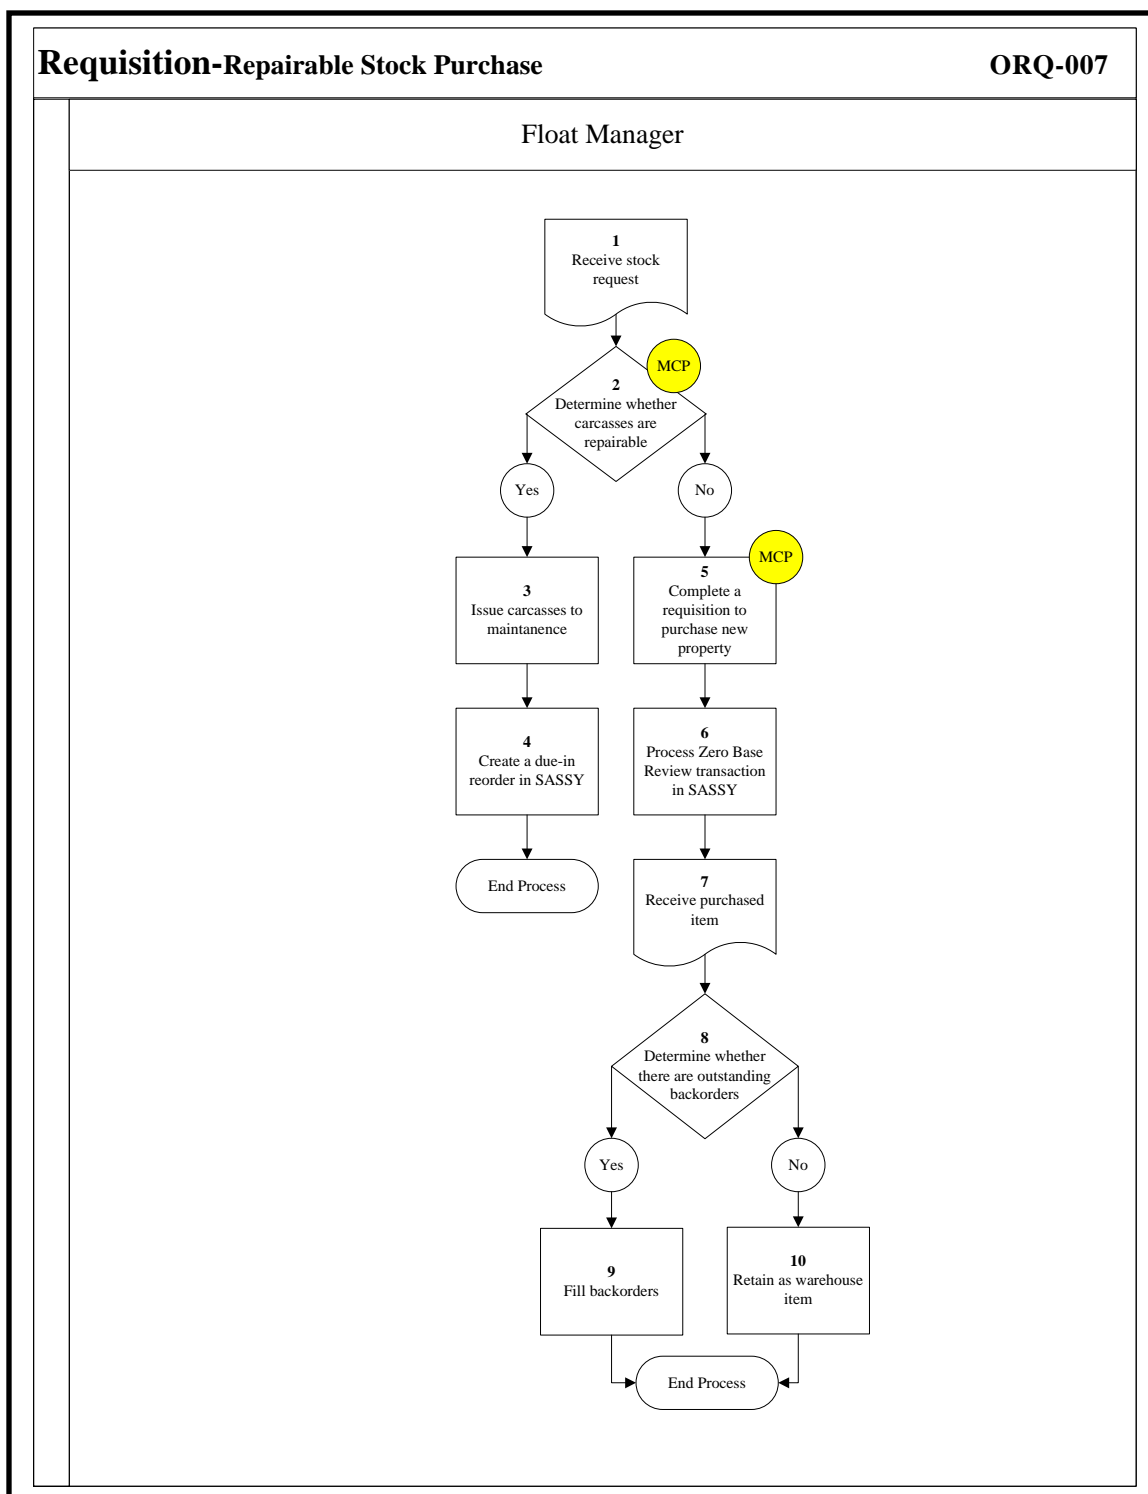 Requisition-Repairable Stock Purchase
ORQ-007
Float Manager
1
Receive stock
request
MCP
2
Determine whether
carcasses are
repairable
Yes
No
MCP
3
Issue carcasses to
maintanence
5
Complete a
requisition to
purchase new
property
4
Create a due-in
reorder in SASSY
6
Process Zero Base
Review transaction
in SASSY
End Process
7
Receive purchased
item
8
Determine whether
there are outstanding
backorders
Yes
No
9
Fill backorders
10
Retain as warehouse
item
End Process